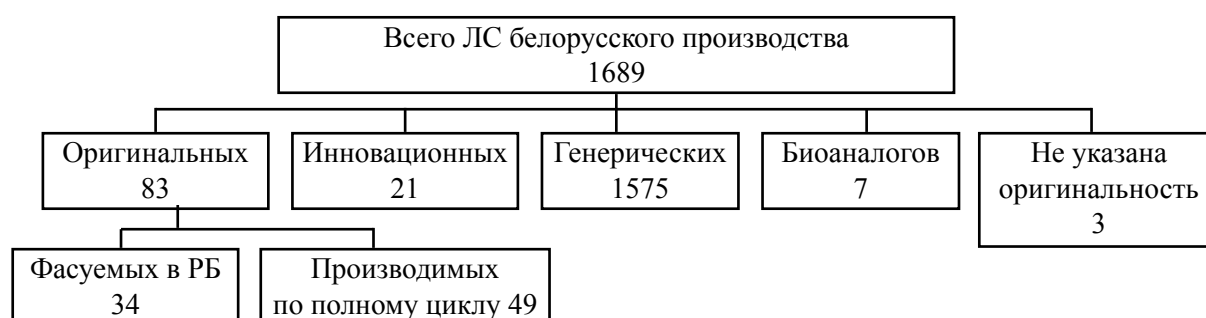 Всего ЛС белорусского производства
1689
Оригинальных
83
Инновационных
21
Генерических
1575
Биоаналогов
7
Не указана
оригинальность
3
Фасуемых в РБ
34
Производимых
по полному циклу 49